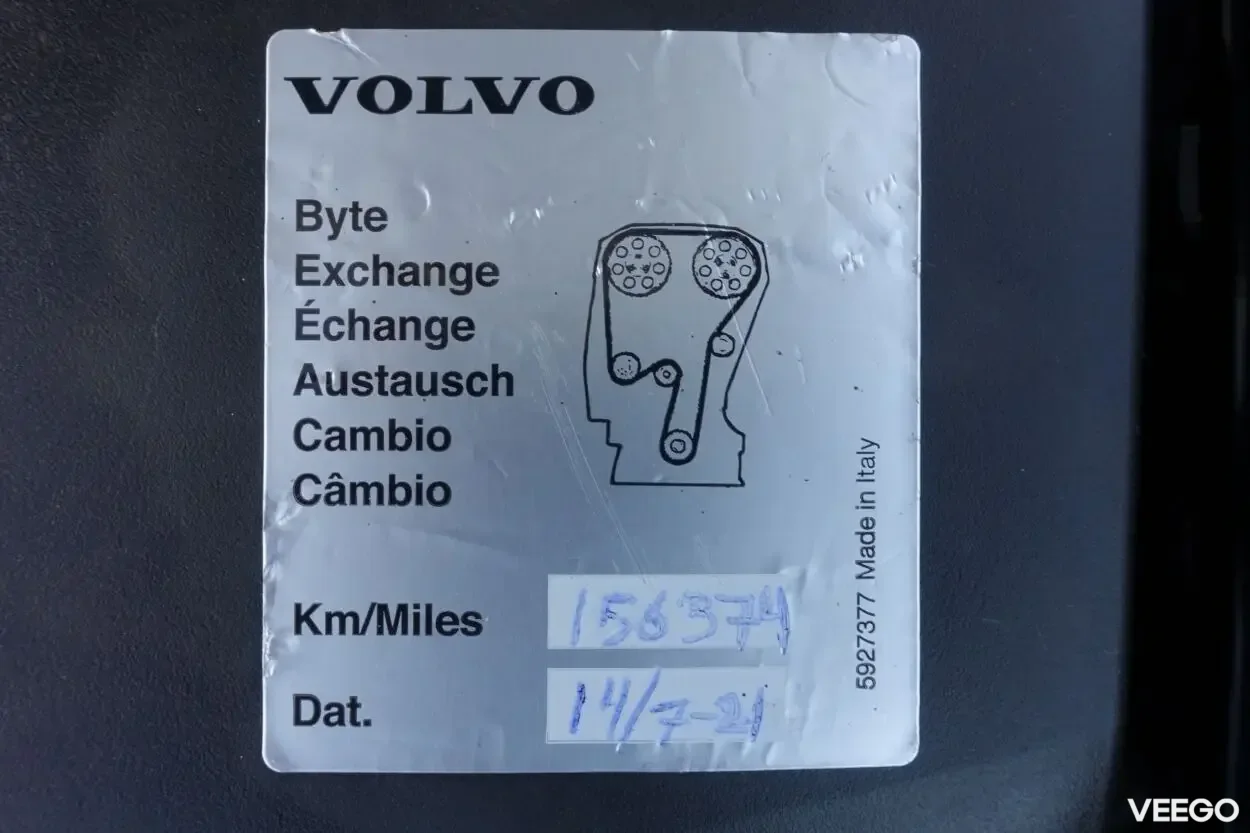 VOLVO
Byte
Exchange
Échange
Austausch
Cambio
Câmbio
Km/Miles 156374
Dat. 14/7-21
5927377 Made in Italy
VEEGO